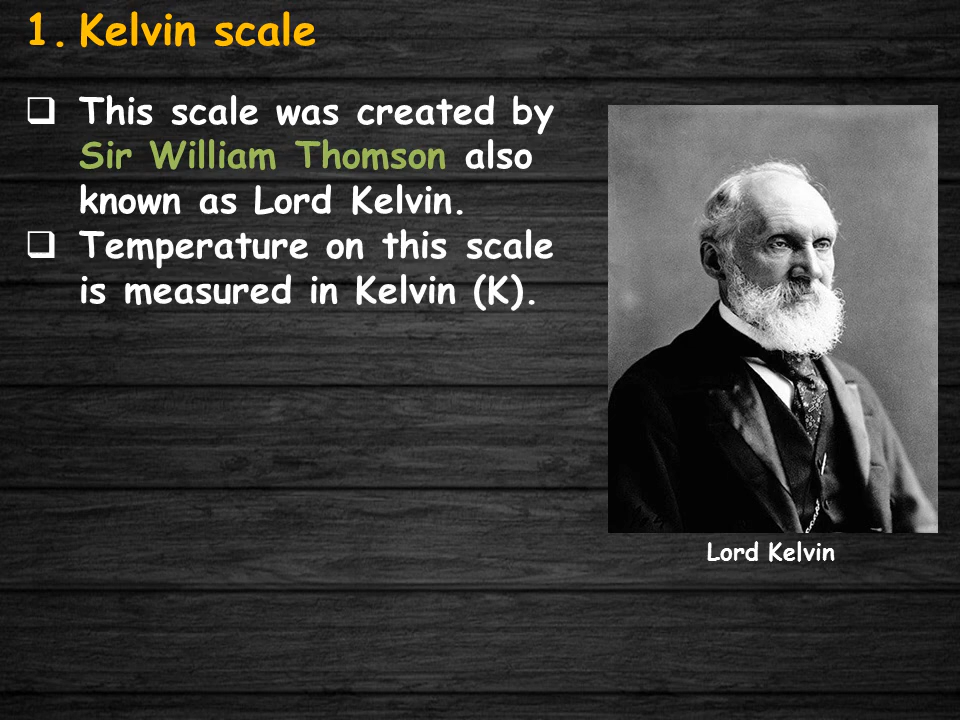 1. Kelvin scale
❑ This scale was created by
Sir William Thomson also
known as Lord Kelvin.
❑ Temperature on this scale
is measured in Kelvin (K).
Lord Kelvin